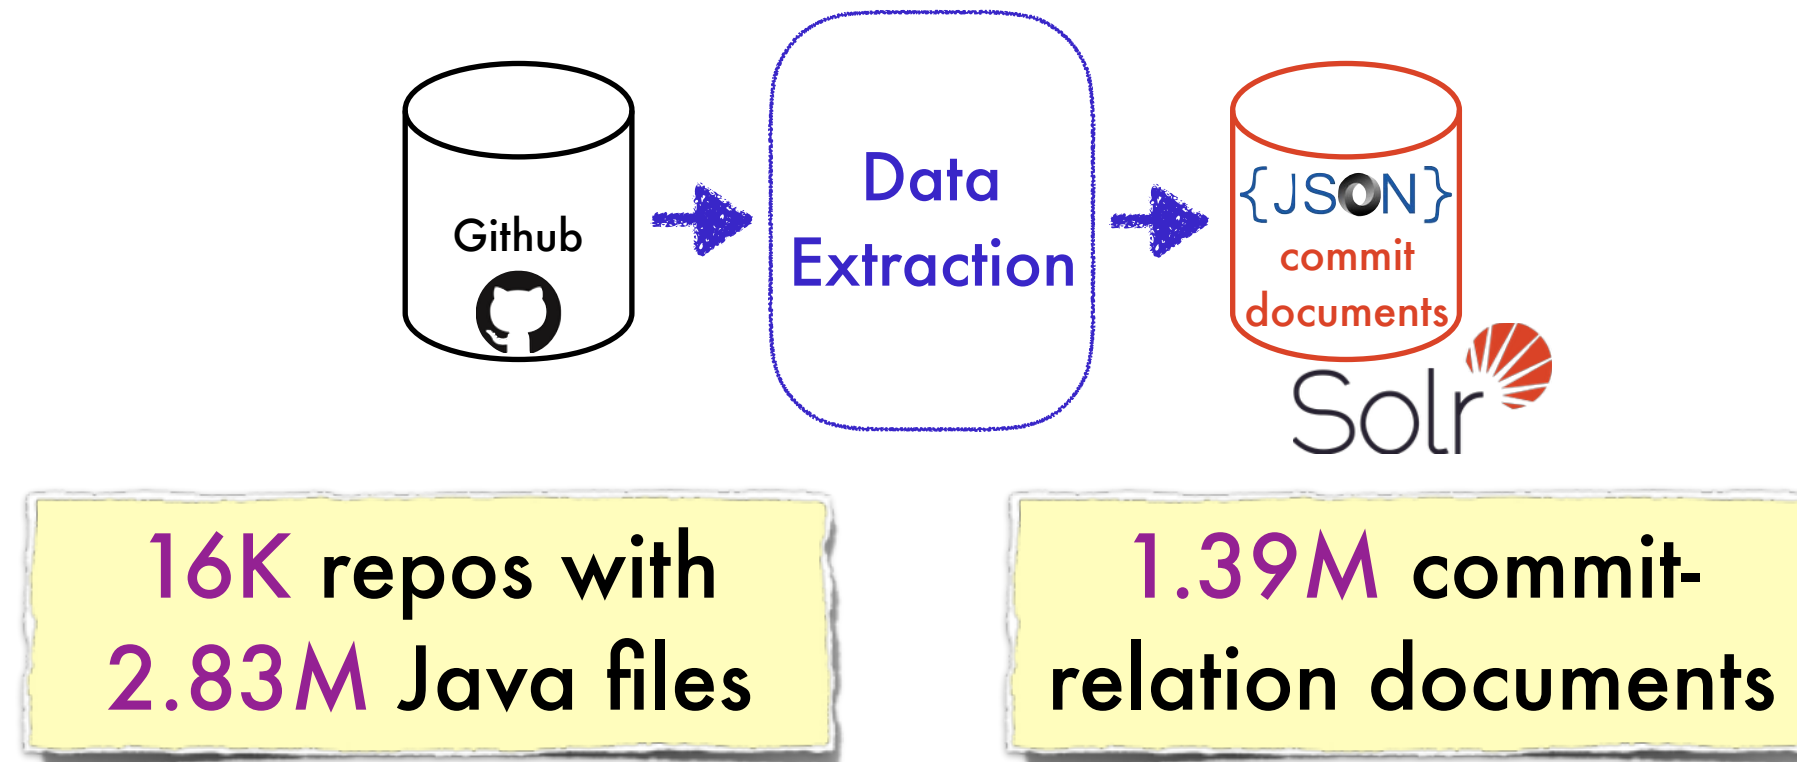 Github
Data
Extraction
{JSON}
commit
documents
Solr
16K repos with
2.83M Java files
1.39M commit-
relation documents